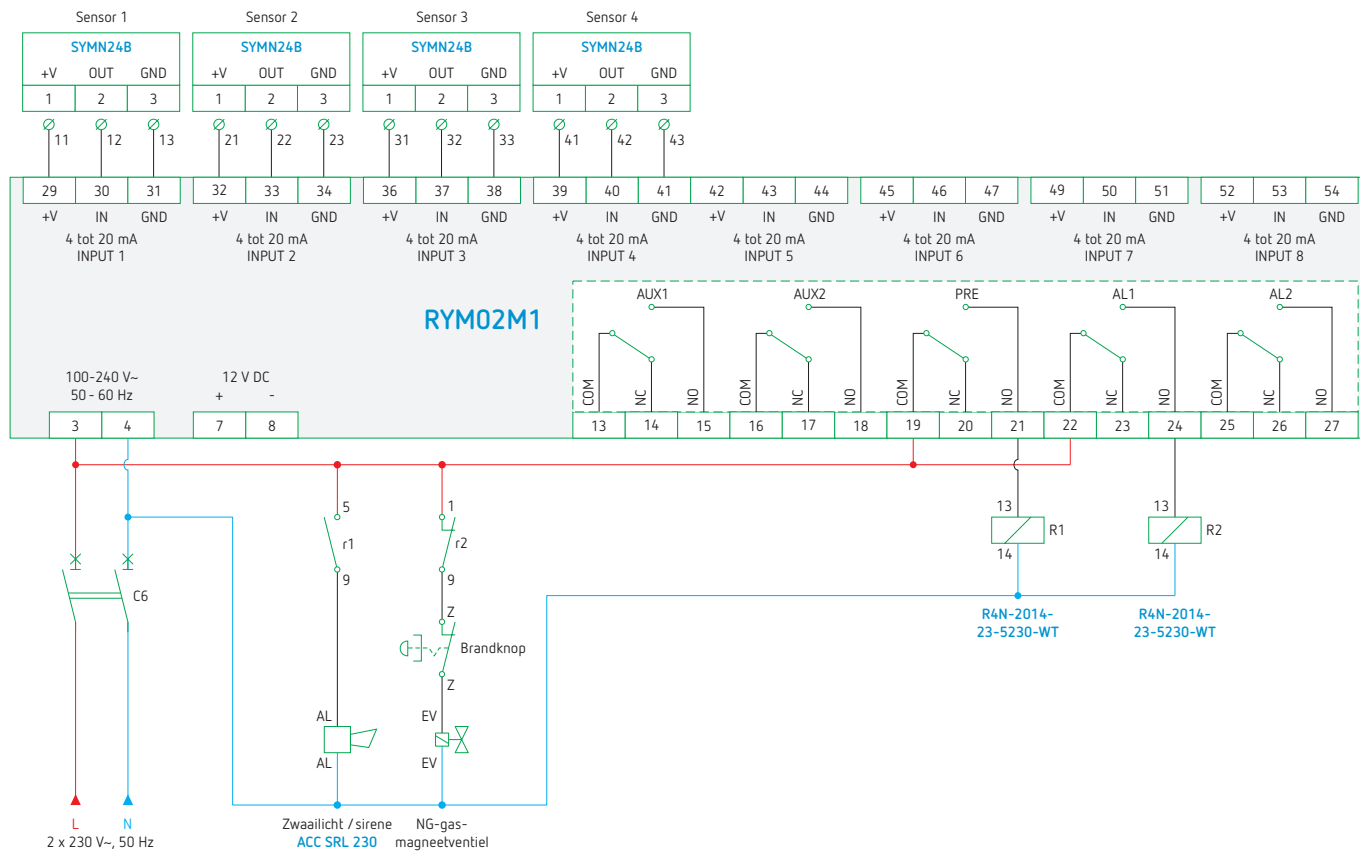 Sensor 1 Sensor 2 Sensor 3 Sensor 4
SYMN24B SYMN24B SYMN24B SYMN24B
+V OUT GND +V OUT GND +V OUT GND +V OUT GND
1 2 3 1 2 3 1 2 3 1 2 3
11 12 13 21 22 23 31 32 33 41 42 43
29 30 31 32 33 34 36 37 38 39 40 41 42 43 44 45 46 47 49 50 51 52 53 54
+V IN GND +V IN GND +V IN GND +V IN GND +V IN GND +V IN GND +V IN GND +V IN GND
4 tot 20 mA 4 tot 20 mA 4 tot 20 mA 4 tot 20 mA 4 tot 20 mA 4 tot 20 mA 4 tot 20 mA 4 tot 20 mA
INPUT 1 INPUT 2 INPUT 3 INPUT 4 INPUT 5 INPUT 6 INPUT 7 INPUT 8
AUX1 AUX2 PRE AL1 AL2
RYM02M1
100-240 V~ 12 V DC
50 - 60 Hz + -
COM NC NO COM NC NO COM NC NO COM NC NO COM NC NO
3 4 7 8 13 14 15 16 17 18 19 20 21 22 23 24 25 26 27
5 1 13 13
r1 r2 R1 R2
9 9 14 14
C6
Z
Brandknop
Z
R4N-2014- R4N-2014-
23-5230-WT 23-5230-WT
AL EV
AL EV
L N Zwaailicht / sirene NG-gas-
2 x 230 V~, 50 Hz ACC SRL 230 magneetventiel